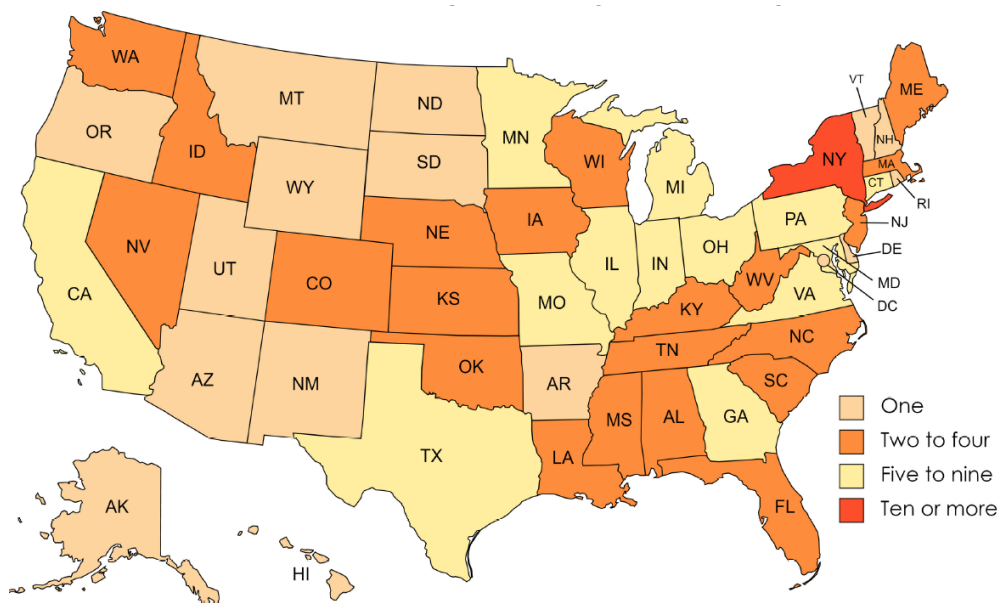 WA
MT
ND
MN
ME
VT
NH
OR
ID
SD
WI
NY
MA
WY
MI
CT
RI
IA
PA
NJ
NE
NV
OH
DE
UT
IL
IN
CO
WV
MD
CA
KS
MO
VA
DC
KY
NC
TN
OK
AZ
NM
AR
SC
MS
AL
GA
TX
LA
FL
AK
HI
One
Two to four
Five to nine
Ten or more